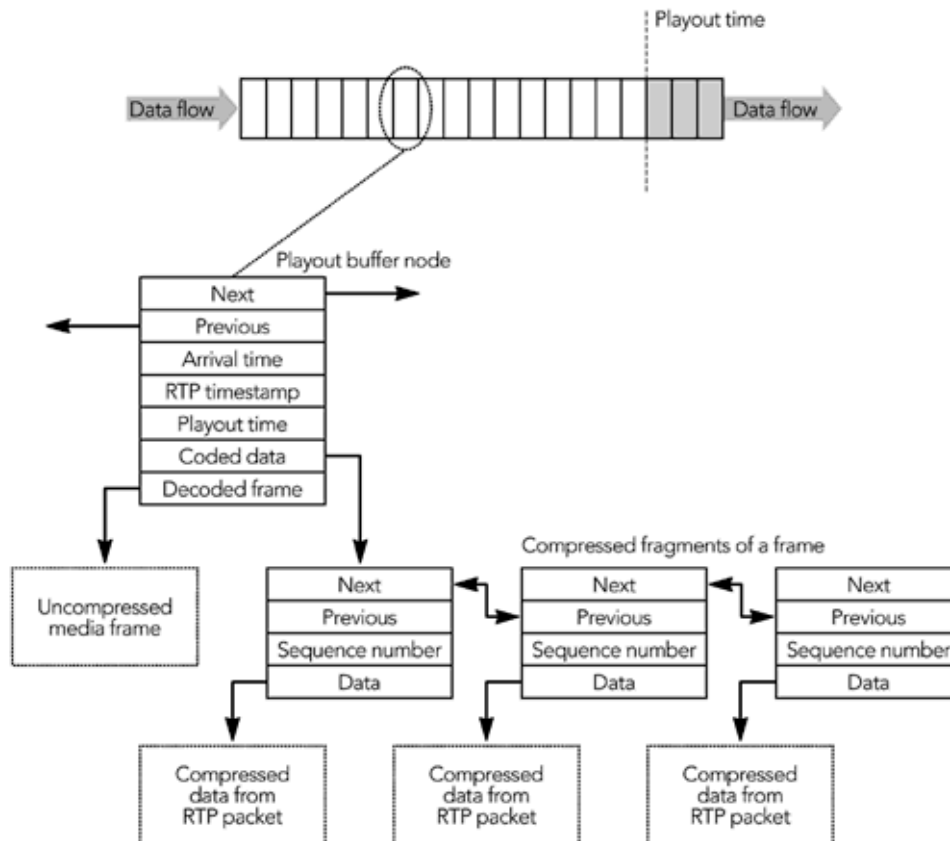 Playout time
Data flow
Data flow
Playout buffer node
Next
Previous
Arrival time
RTP timestamp
Playout time
Coded data
Decoded frame
Uncompressed
media frame
Compressed fragments of a frame
Next
Previous
Sequence number
Data
Next
Previous
Sequence number
Data
Next
Previous
Sequence number
Data
Compressed
data from
RTP packet
Compressed
data from
RTP packet
Compressed
data from
RTP packet